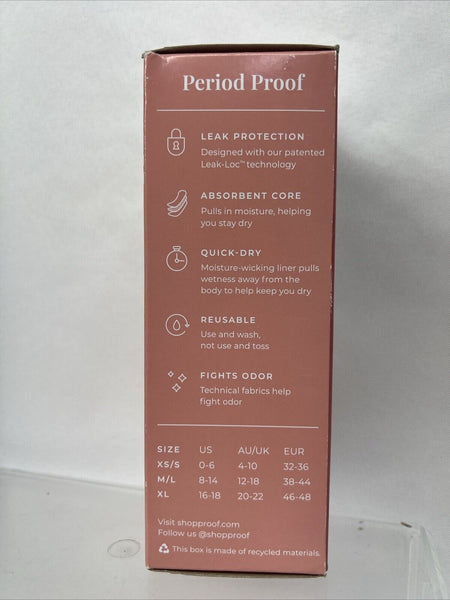 Period Proof
LEAK PROTECTION
Designed with our patented
Leak-Loc™ technology
ABSORBENT CORE
Pulls in moisture, helping
you stay dry
QUICK-DRY
Moisture-wicking liner pulls
wetness away from the
body to help keep you dry
REUSABLE
Use and wash,
not use and toss
FIGHTS ODOR
Technical fabrics help
fight odor
SIZE US AU/UK EUR
XS/S 0-6 4-10 32-36
M/L 8-14 12-18 38-44
XL 16-18 20-22 46-48
Visit shopproof.com
Follow us @shopproof
This box is made of recycled materials.